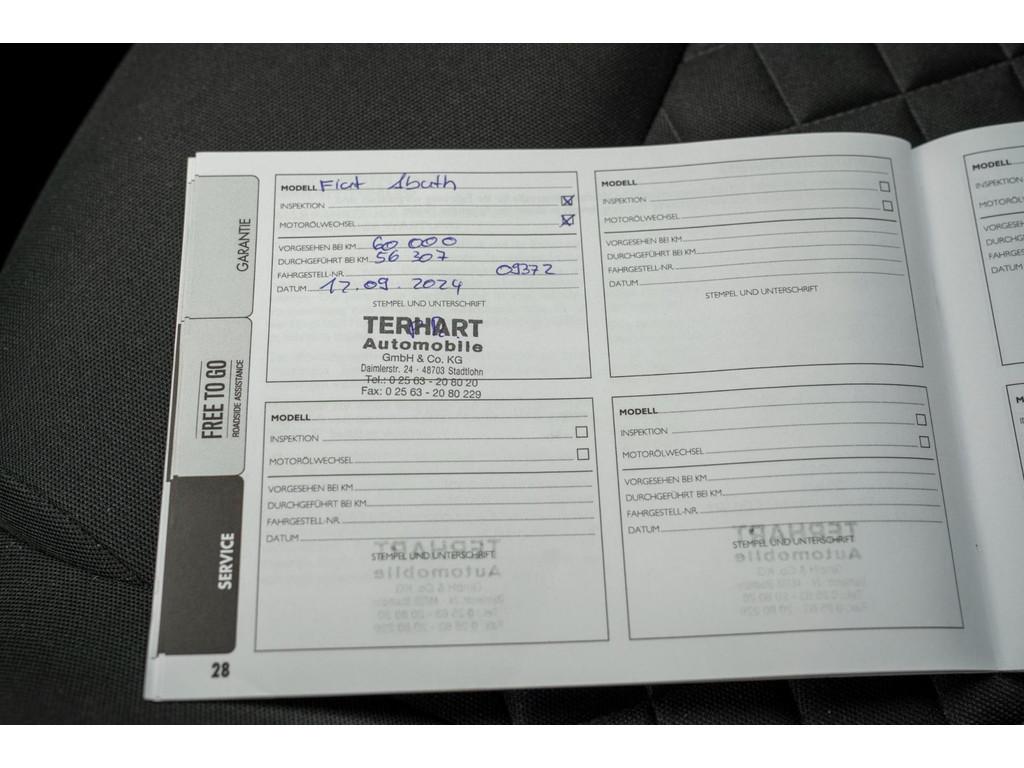 GARANTIE
FREE TO GO
ROADSIDE ASSISTANCE
SERVICE
MODELL Fiat Abarth
INSPEKTION
MOTORÖLWECHSEL
VORGESEHEN BEI KM 60 000
DURCHGEFÜHRT BEI KM 56 307
FAHRGESTELL-NR. 09372
DATUM 12.09.2024
STEMPEL UND UNTERSCHRIFT
TERHART
Automobile
GmbH & Co. KG
Daimlerstr. 24 · 48703 Stadtlohn
Tel.: 0 25 63 - 20 80 20
Fax: 0 25 63 - 20 80 229
MODELL
INSPEKTION
MOTORÖLWECHSEL
VORGESEHEN BEI KM
DURCHGEFÜHRT BEI KM
FAHRGESTELL-NR.
DATUM
STEMPEL UND UNTERSCHRIFT
MODELL
INSPEKTION
MOTORÖLWECHSEL
VORGESEHEN BEI KM
DURCHGEFÜHRT BEI KM
FAHRGESTELL-NR.
DATUM
STEMPEL UND UNTERSCHRIFT
MODELL
INSPEKTION
MOTORÖLWECHSEL
VORGESEHEN BEI KM
DURCHGEFÜHRT BEI KM
FAHRGESTELL-NR.
DATUM
STEMPEL UND UNTERSCHRIFT
MODELL
INSPEKTION
28